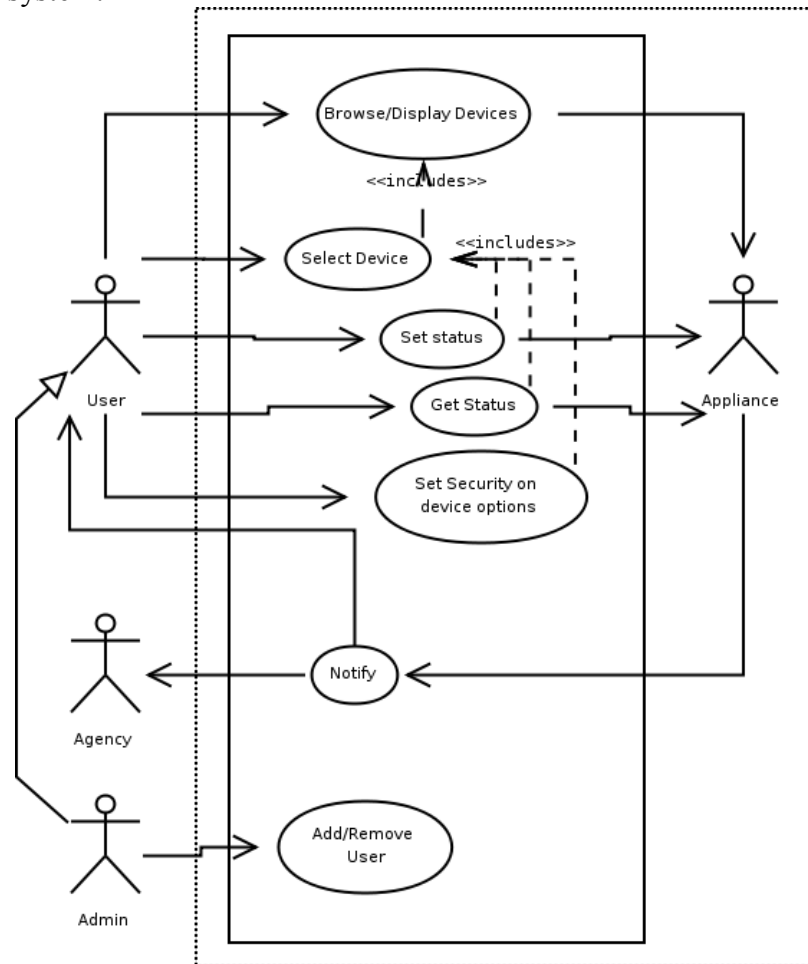 system.
Browse/Display Devices
<<includes>>
<<includes>>
Select Device
Set status
User
Get Status
Appliance
Set Security on
device options
Notify
Agency
Add/Remove
User
Admin